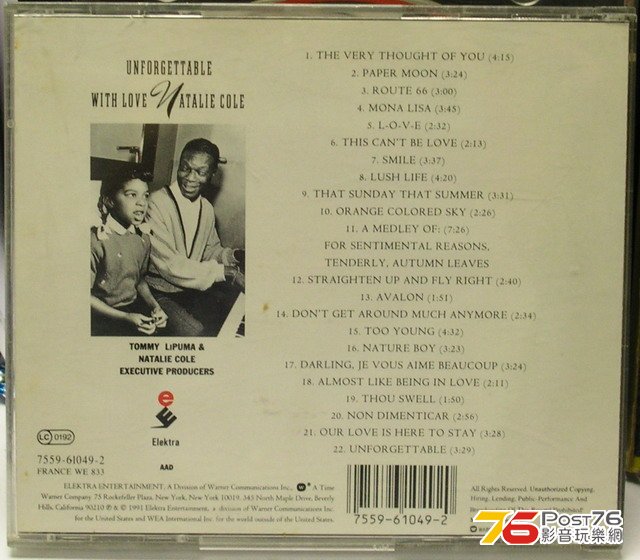 UNFORGETTABLE
WITH LOVE NATALIE COLE
TOMMY LiPUMA &
NATALIE COLE
EXECUTIVE PRODUCERS
e
Elektra
LC 0192
7559-61049-2
FRANCE WE 833
AAD
1. THE VERY THOUGHT OF YOU (4:15)
2. PAPER MOON (3:24)
3. ROUTE 66 (3:00)
4. MONA LISA (3:45)
5. L-O-V-E (2:32)
6. THIS CAN'T BE LOVE (2:13)
7. SMILE (3:37)
8. LUSH LIFE (4:20)
9. THAT SUNDAY THAT SUMMER (3:31)
10. ORANGE COLORED SKY (2:26)
11. A MEDLEY OF: (7:26)
FOR SENTIMENTAL REASONS,
TENDERLY, AUTUMN LEAVES
12. STRAIGHTEN UP AND FLY RIGHT (2:40)
13. AVALON (1:51)
14. DON'T GET AROUND MUCH ANYMORE (2:34)
15. TOO YOUNG (4:32)
16. NATURE BOY (3:23)
17. DARLING, JE VOUS AIME BEAUCOUP (3:24)
18. ALMOST LIKE BEING IN LOVE (2:11)
19. THOU SWELL (1:50)
20. NON DIMENTICAR (2:56)
21. OUR LOVE IS HERE TO STAY (3:28)
22. UNFORGETTABLE (3:29)
ELEKTRA ENTERTAINMENT, A Division of Warner Communications Inc., A Time
Warner Company. 75 Rockefeller Plaza, New York, New York 10019. 345 North Maple Drive, Beverly
Hills, California 90210 ℗ & © 1991 Elektra Entertainment, a division of Warner Communications Inc.
for the United States and WEA International Inc. for the world outside of the United States.
7559-61049-2
All Rights Reserved. Unauthorized Copying,
Hiring, Lending, Public-Performance And
76 POST76
影音玩樂網